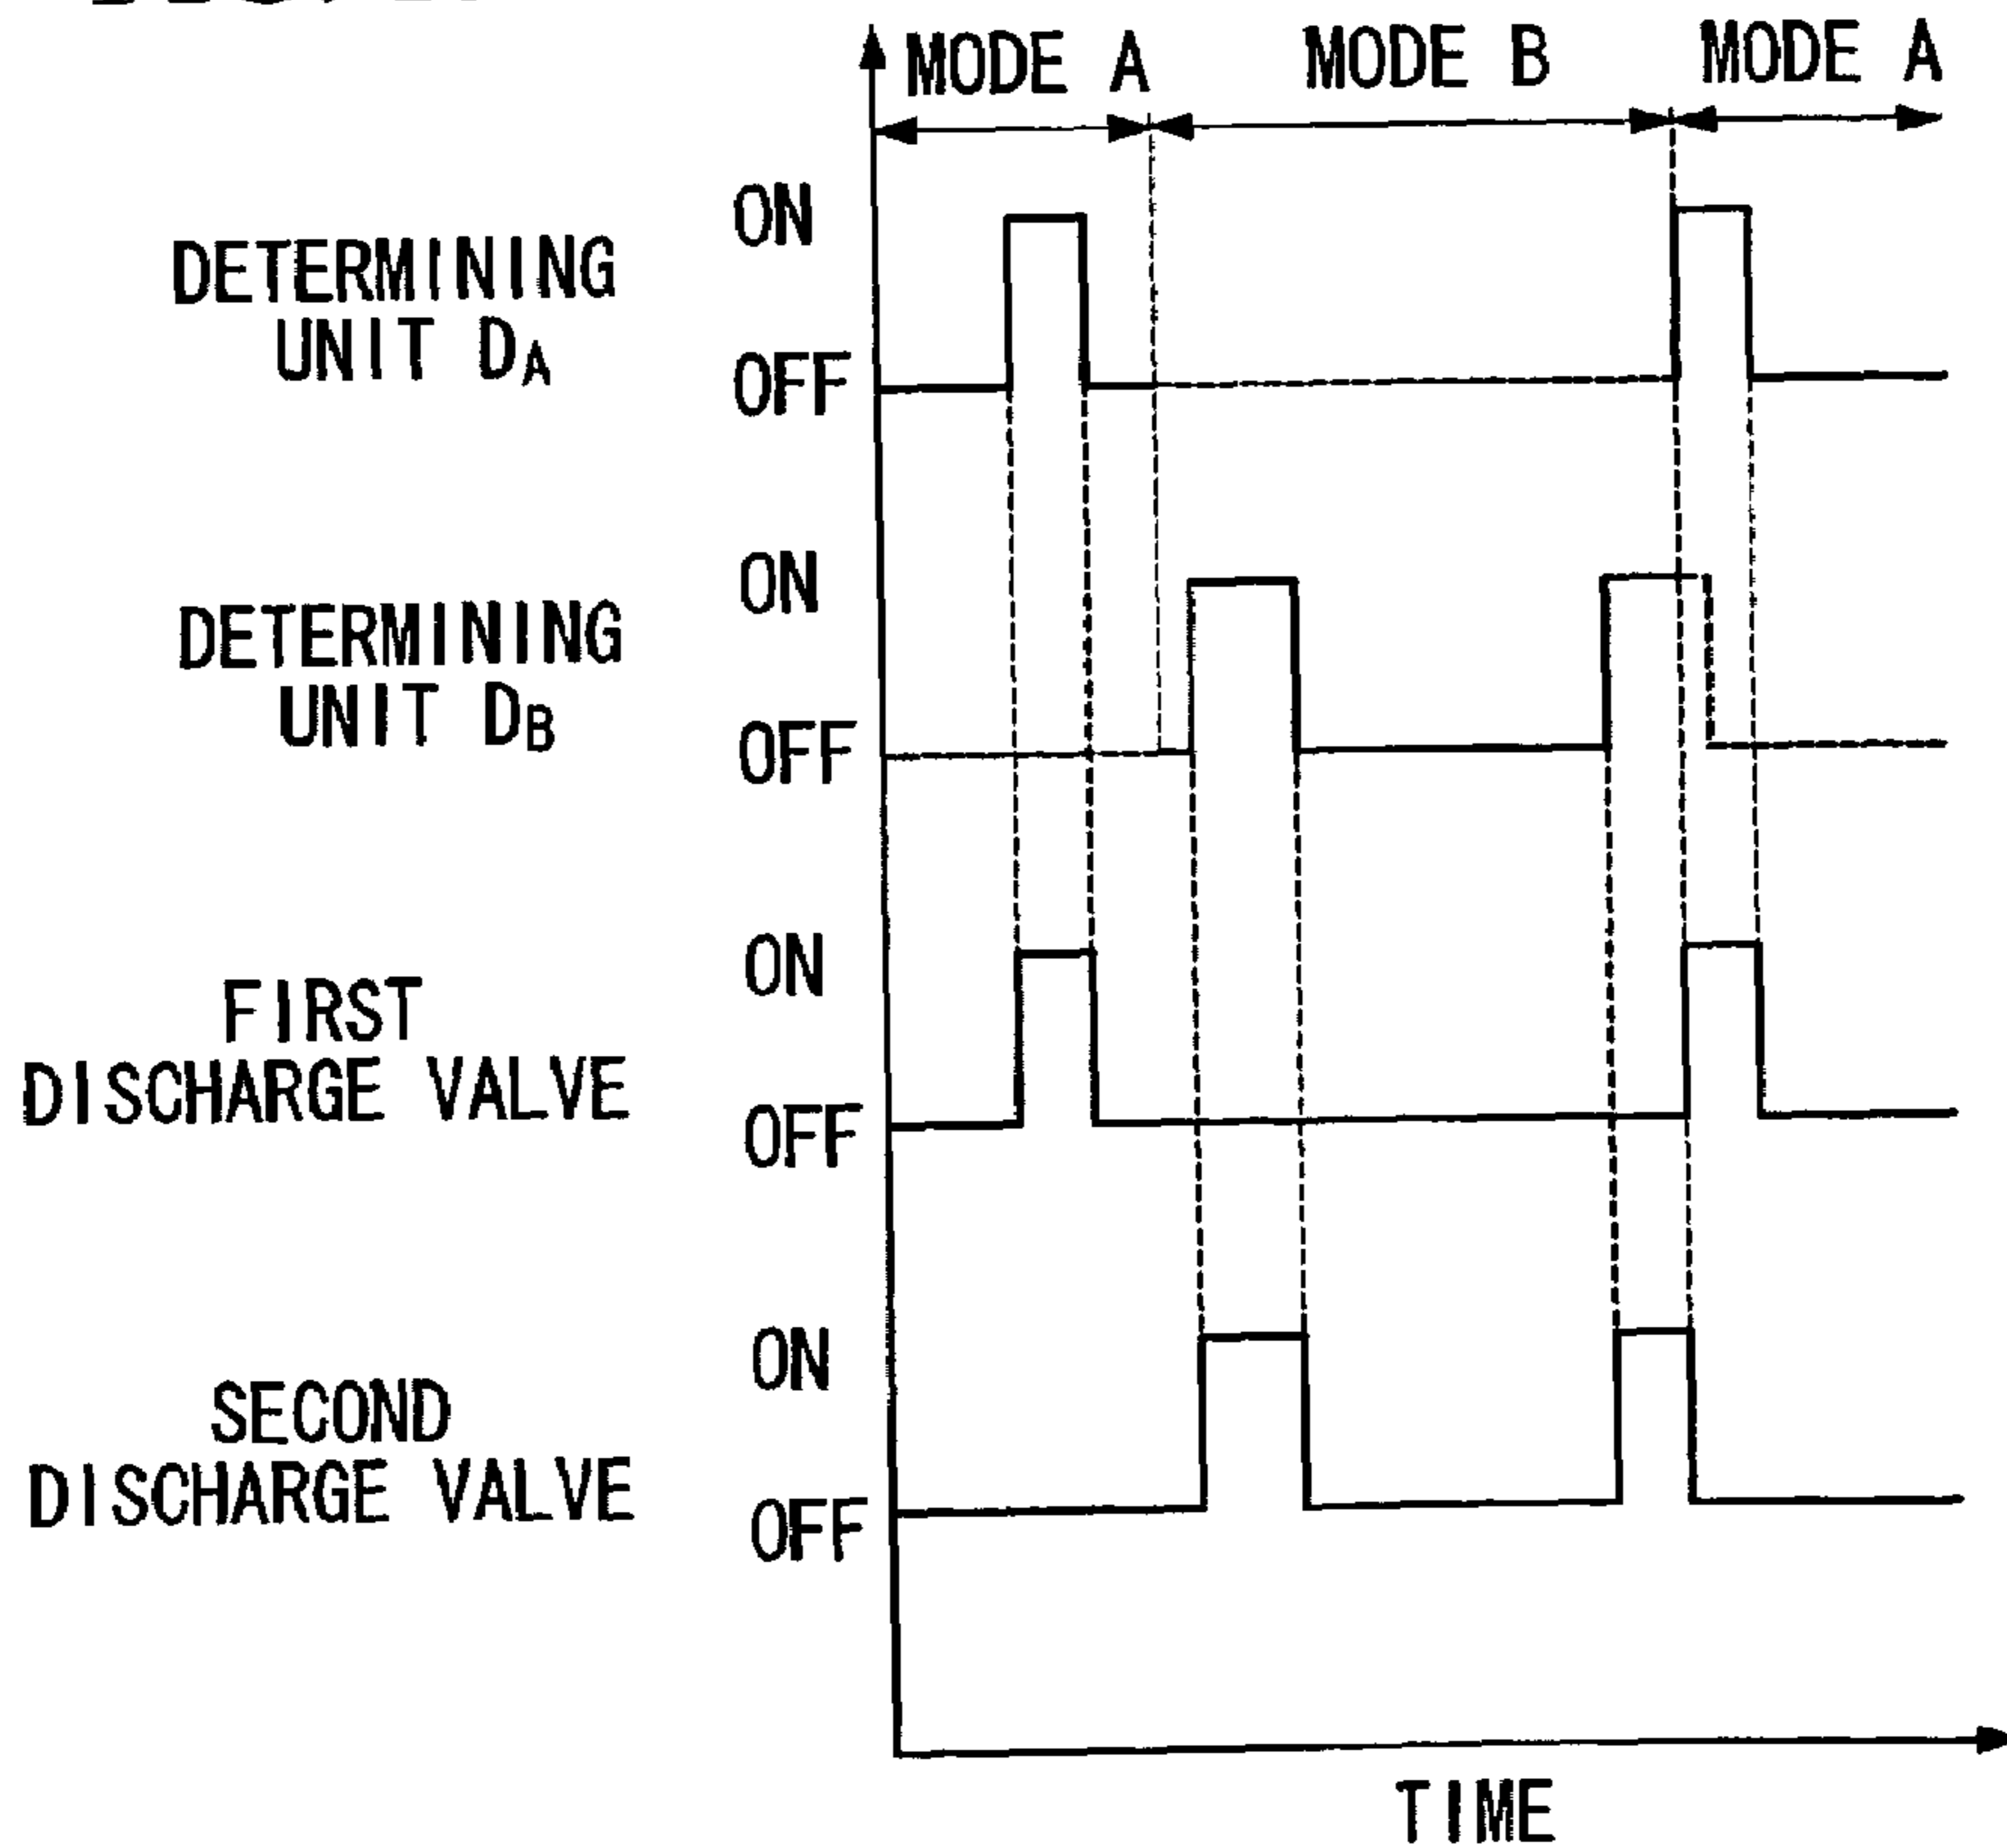 MODE A MODE B MODE A
ON
DETERMINING
UNIT DA
OFF
ON
DETERMINING
UNIT DB
OFF
ON
FIRST
DISCHARGE VALVE
OFF
ON
SECOND
DISCHARGE VALVE
OFF
TIME